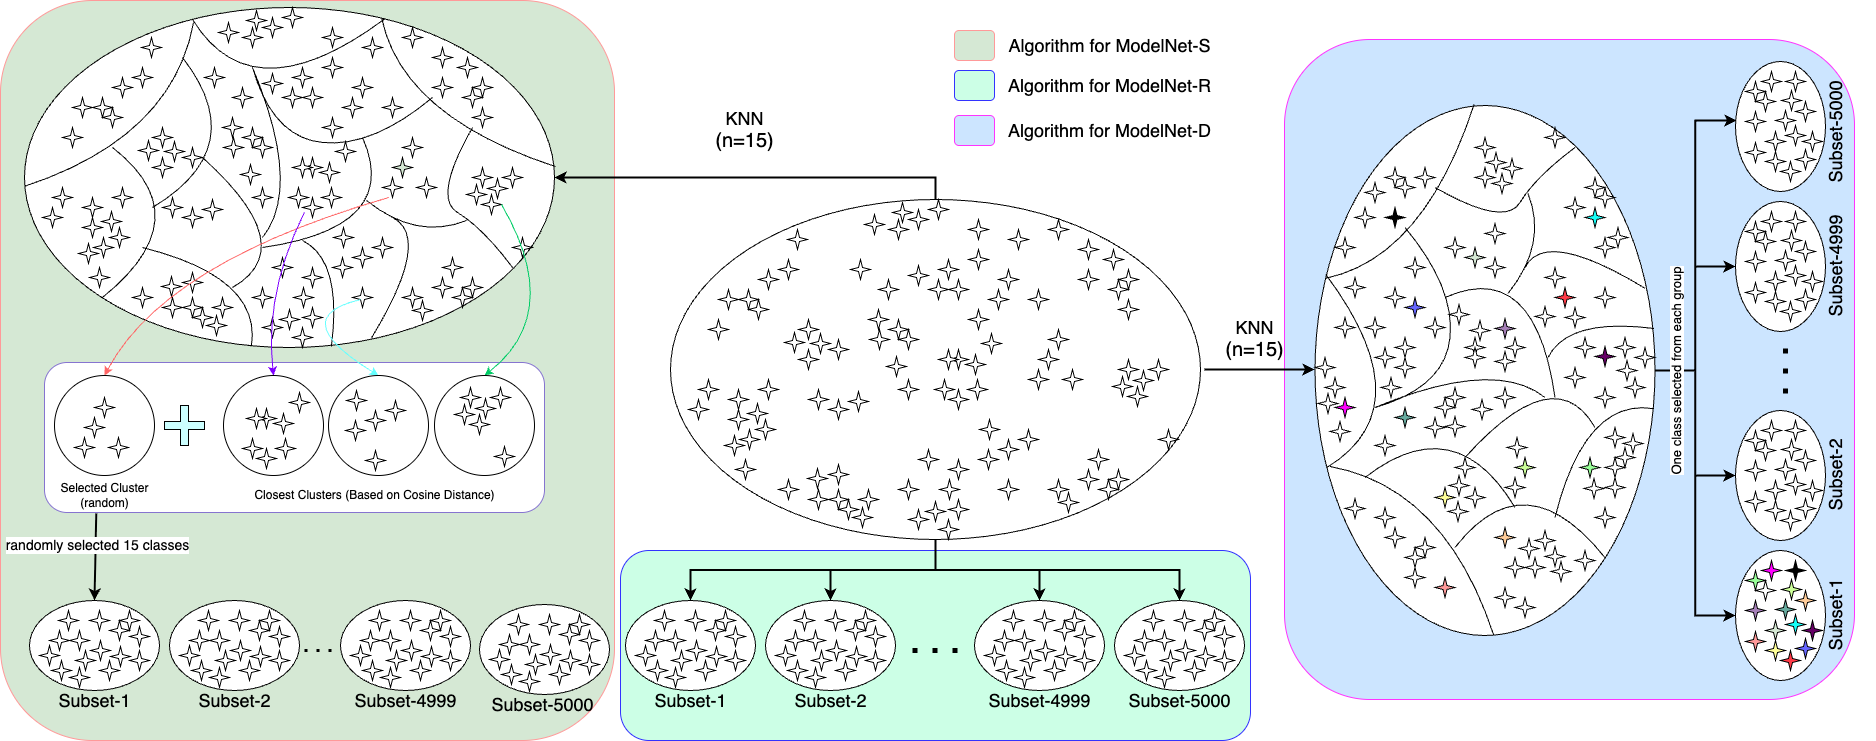 Algorithm for ModelNet-S
Algorithm for ModelNet-R
Algorithm for ModelNet-D
KNN
(n=15)
KNN
(n=15)
Selected Cluster
(random)
Closest Clusters (Based on Cosine Distance)
randomly selected 15 classes
Subset-1
Subset-2
. . .
Subset-4999
Subset-5000
Subset-1
Subset-2
. . .
Subset-4999
Subset-5000
One class selected from each group
Subset-5000
Subset-4999
. . .
Subset-2
Subset-1